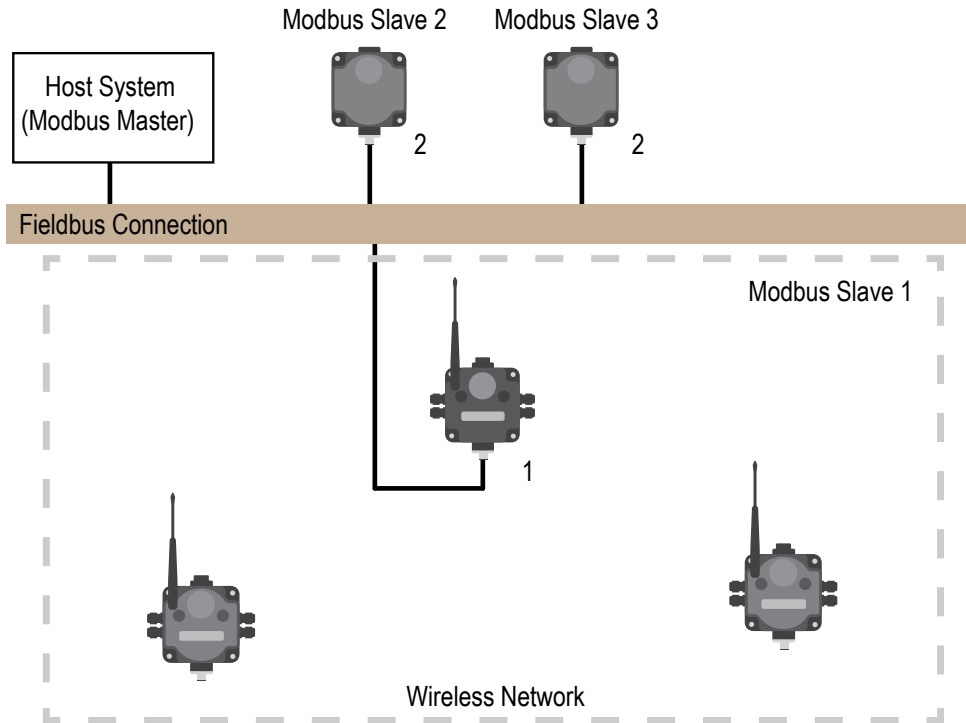 Modbus Slave 2
Modbus Slave 3
Host System
(Modbus Master)
2
2
Fieldbus Connection
Modbus Slave 1
1
Wireless Network